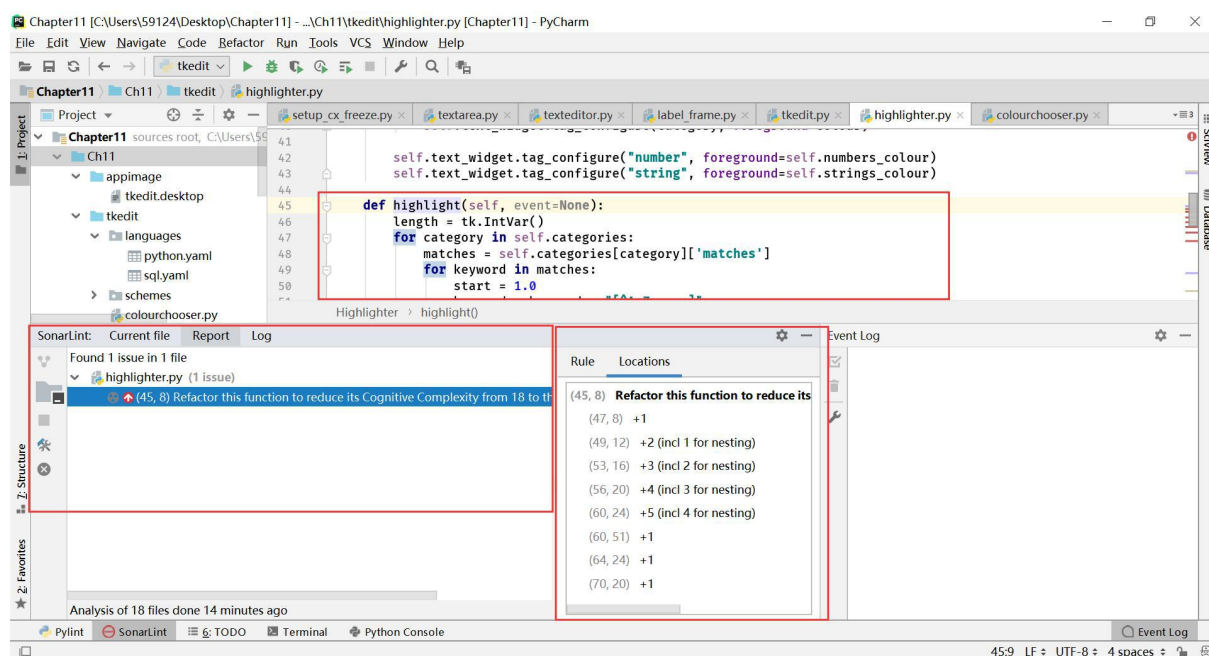 Chapter11 [C:\Users\59124\Desktop\Chapter11] - ...\Ch11\tkedit\highlighter.py [Chapter11] - PyCharm
File Edit View Navigate Code Refactor Run Tools VCS Window Help
tkedit
Chapter11 Ch11 tkedit highlighter.py
1: Project
Project
setup_cx_freeze.py textarea.py texteditor.py label_frame.py tkedit.py highlighter.py colourchooser.py
3
Chapter11 sources root, C:\Users\59
Ch11
appimage
tkedit.desktop
tkedit
languages
python.yaml
sql.yaml
schemes
colourchooser.py
41
42 self.text_widget.tag_configure("number", foreground=self.numbers_colour)
43 self.text_widget.tag_configure("string", foreground=self.strings_colour)
44
45 def highlight(self, event=None):
46 length = tk.IntVar()
47 for category in self.categories:
48 matches = self.categories[category]['matches']
49 for keyword in matches:
50 start = 1.0
Highlighter > highlight()
SciView
Database
SonarLint: Current file Report Log
Found 1 issue in 1 file
highlighter.py (1 issue)
(45, 8) Refactor this function to reduce its Cognitive Complexity from 18 to th
Analysis of 18 files done 14 minutes ago
Rule Locations
(45, 8) Refactor this function to reduce its
(47, 8) +1
(49, 12) +2 (incl 1 for nesting)
(53, 16) +3 (incl 2 for nesting)
(56, 20) +4 (incl 3 for nesting)
(60, 24) +5 (incl 4 for nesting)
(60, 51) +1
(64, 24) +1
(70, 20) +1
Event Log
7: Structure
2: Favorites
Pylint SonarLint 6: TODO Terminal Python Console Event Log
45:9 LF UTF-8 4 spaces